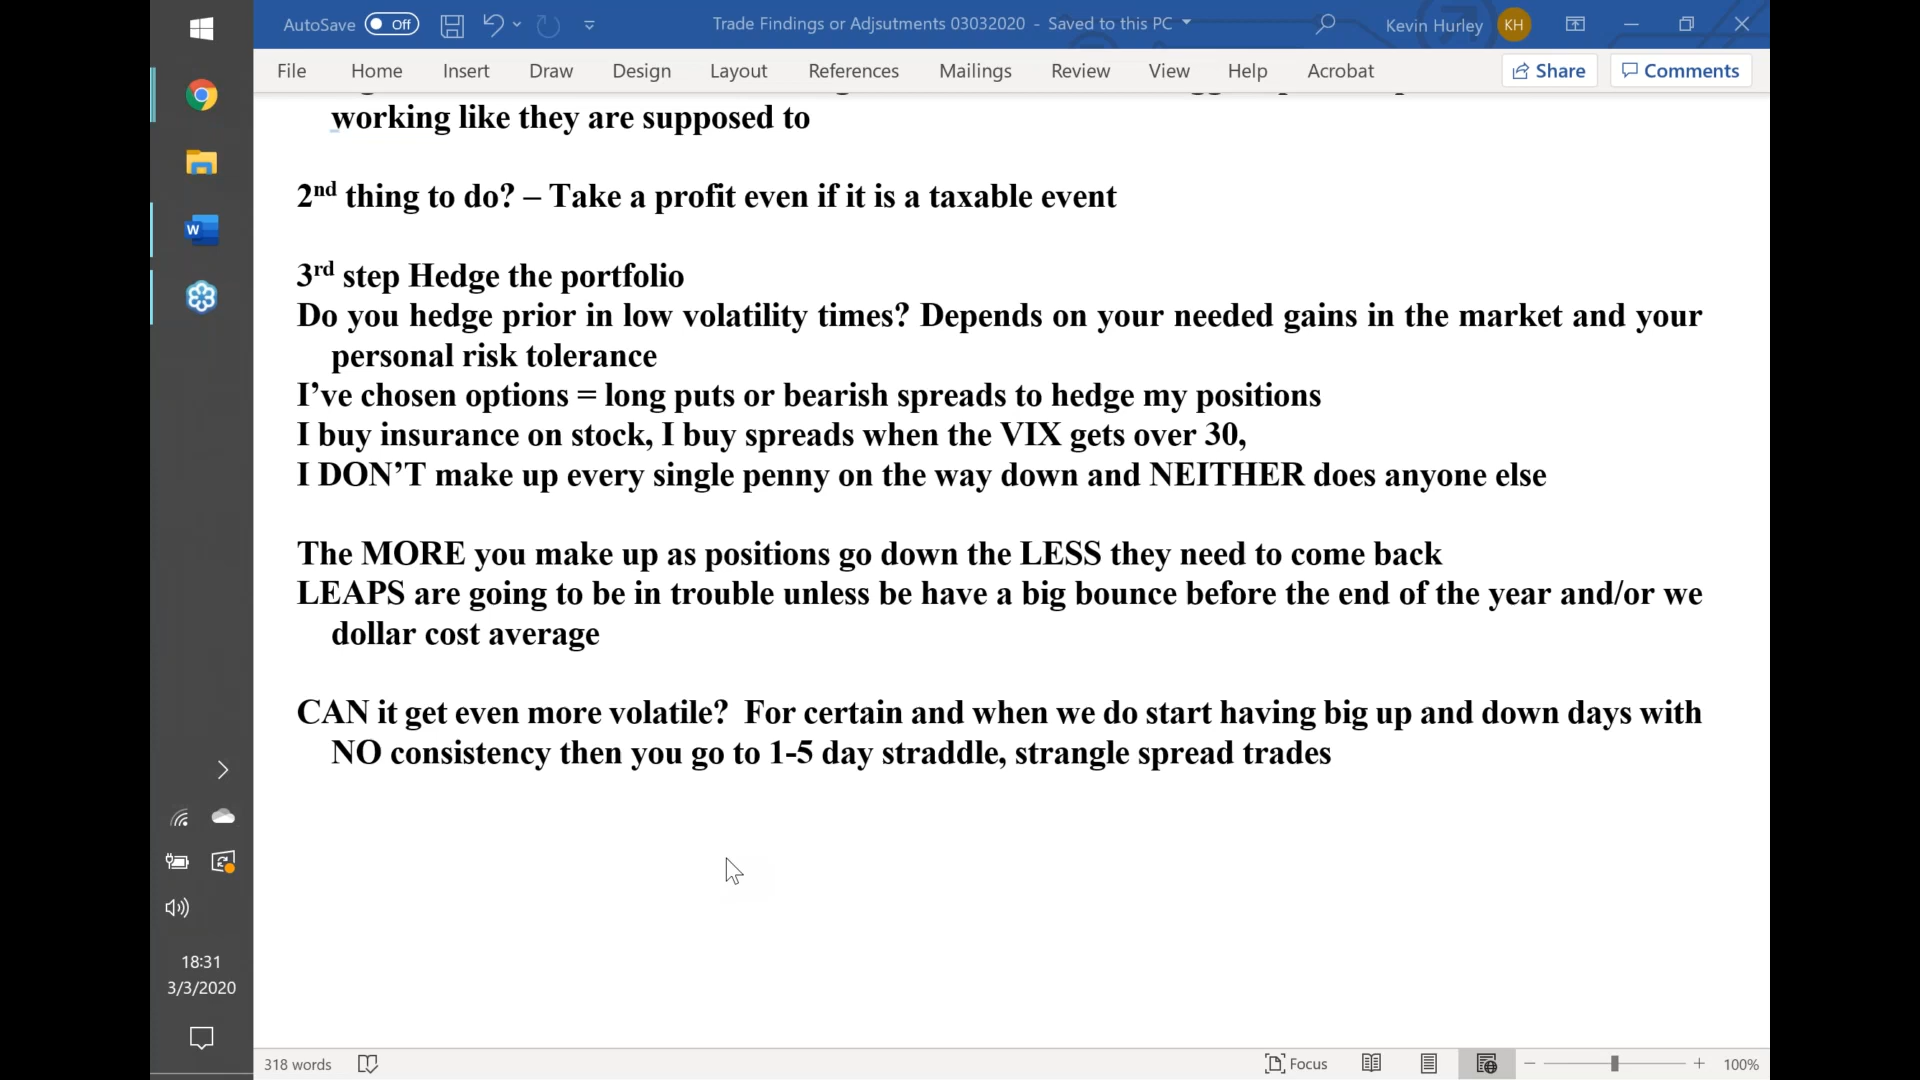 AutoSave Off Trade Findings or Adjsutments 03032020 - Saved to this PC Kevin Hurley KH
File Home Insert Draw Design Layout References Mailings Review View Help Acrobat Share Comments
working like they are supposed to
2nd thing to do? – Take a profit even if it is a taxable event
3rd step Hedge the portfolio
Do you hedge prior in low volatility times? Depends on your needed gains in the market and your
personal risk tolerance
I’ve chosen options = long puts or bearish spreads to hedge my positions
I buy insurance on stock, I buy spreads when the VIX gets over 30,
I DON’T make up every single penny on the way down and NEITHER does anyone else
The MORE you make up as positions go down the LESS they need to come back
LEAPS are going to be in trouble unless be have a big bounce before the end of the year and/or we
dollar cost average
CAN it get even more volatile?  For certain and when we do start having big up and down days with
NO consistency then you go to 1-5 day straddle, strangle spread trades
18:31
3/3/2020
318 words Focus 100%